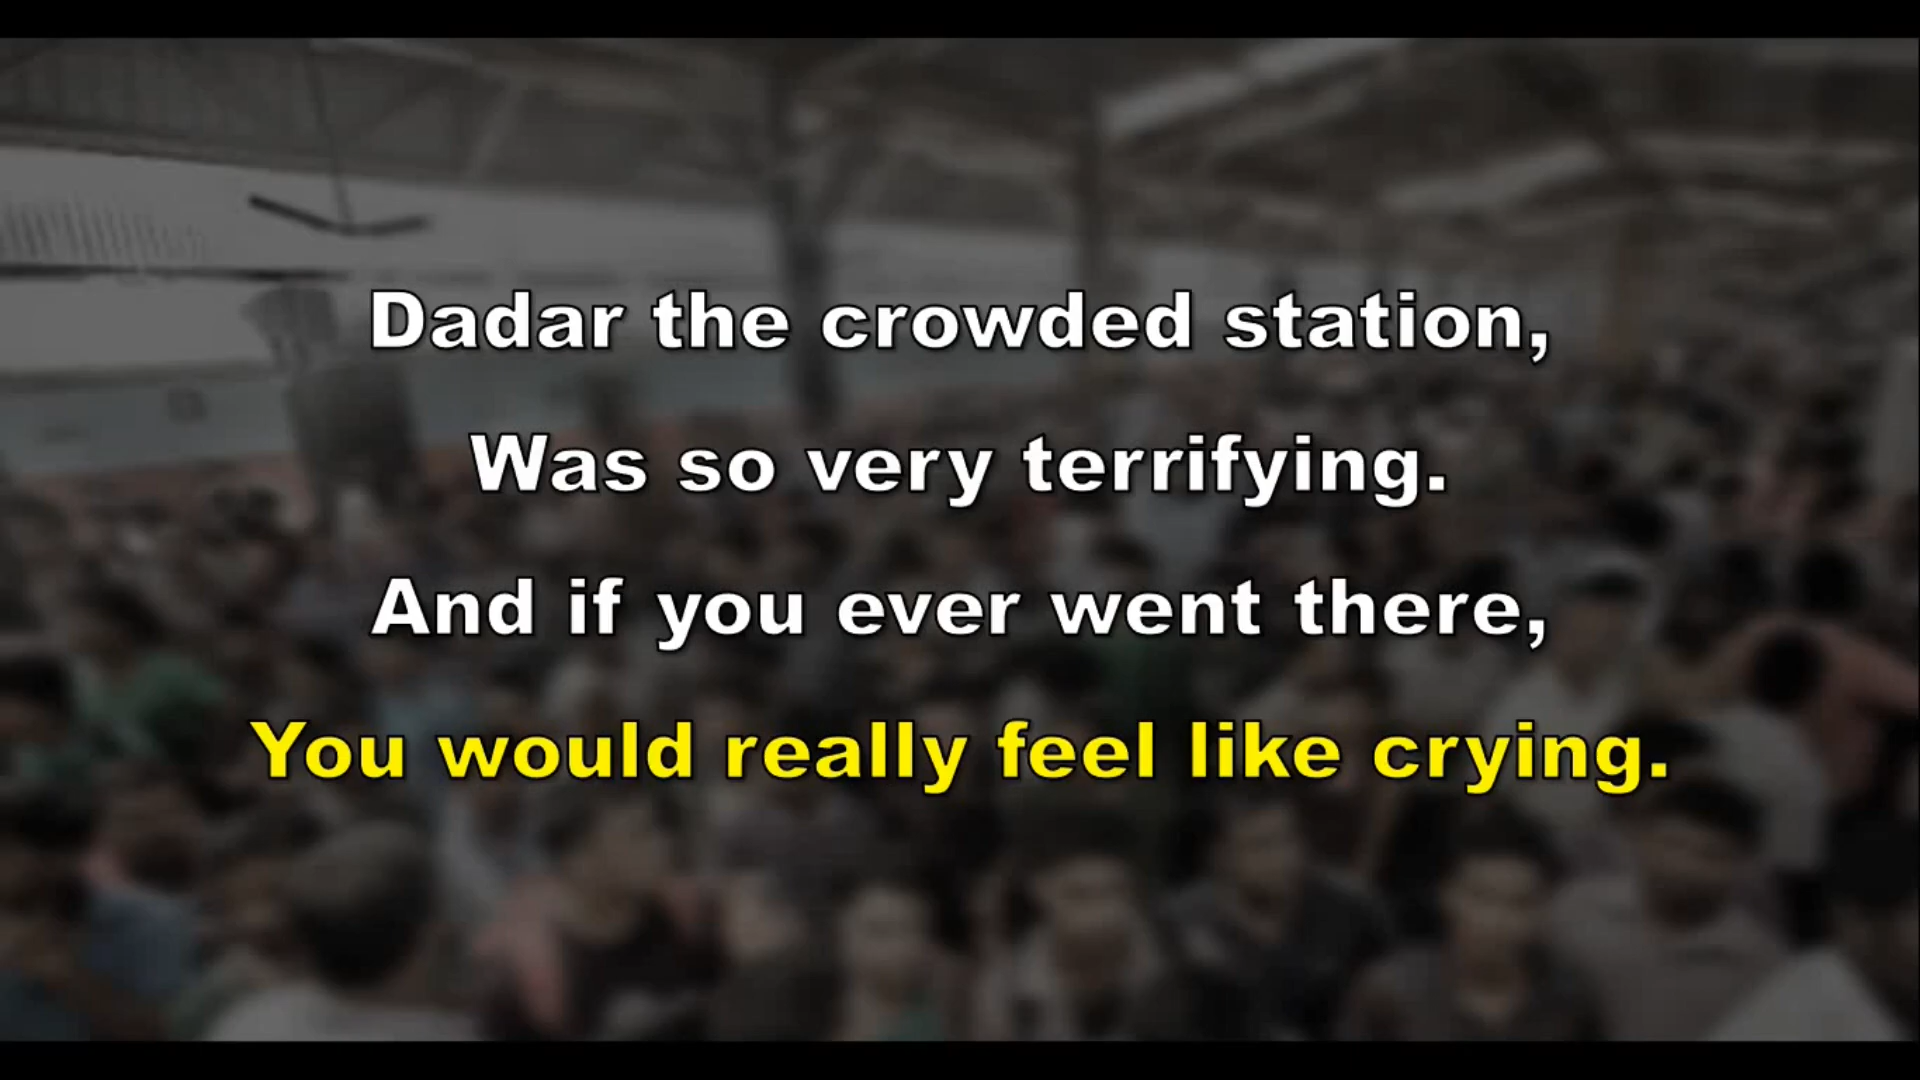 Dadar the crowded station,
Was so very terrifying.
And if you ever went there,
You would really feel like crying.